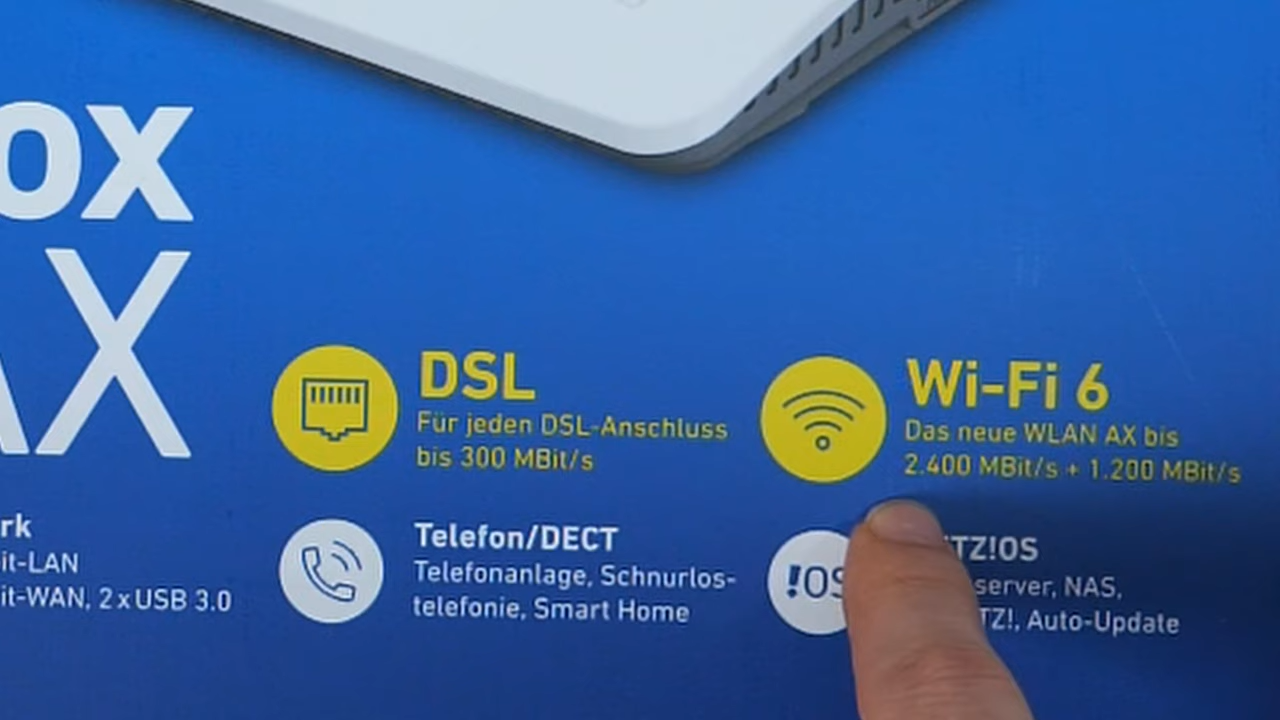 ox
AX
DSL
Für jeden DSL-Anschluss
bis 300 MBit/s
Wi-Fi 6
Das neue WLAN AX bis
2.400 MBit/s + 1.200 MBit/s
rk
it-LAN
it-WAN, 2 x USB 3.0
Telefon/DECT
Telefonanlage, Schnurlos-
telefonie, Smart Home
!OS
TZ!OS
server, NAS,
TZ!, Auto-Update